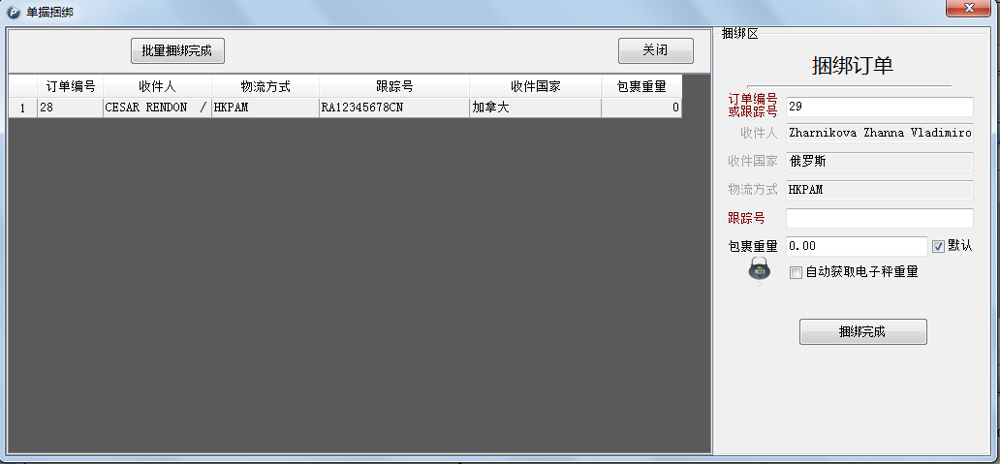 单据捆绑
批量捆绑完成 关闭
订单编号 收件人 物流方式 跟踪号 收件国家 包裹重量
1 28 CESAR RENDON / HKPAM RA12345678CN 加拿大 0
捆绑区
捆绑订单
订单编号
或跟踪号 29
收件人 Zharnikova Zhanna Vladimiro
收件国家 俄罗斯
物流方式 HKPAM
跟踪号
包裹重量 0.00 默认
自动获取电子秤重量
捆绑完成